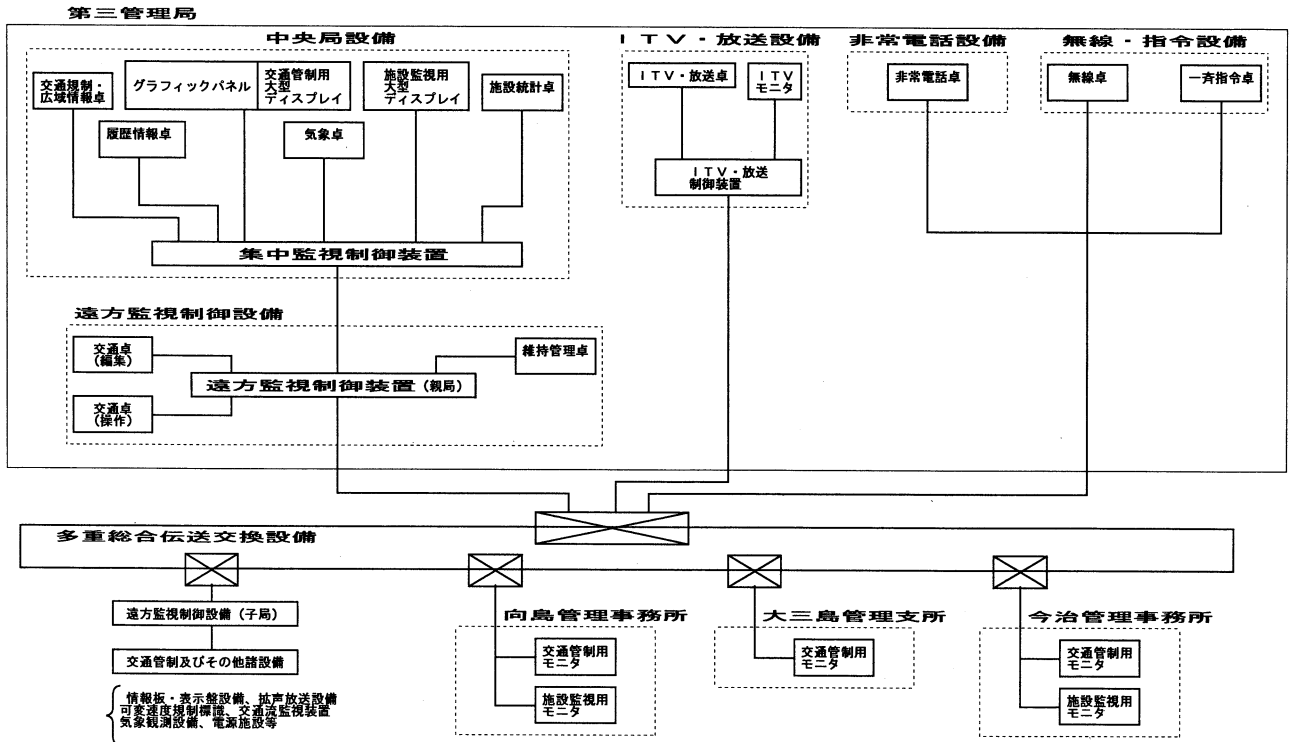 第三管理局
中央局設備
ITV・放送設備
非常電話設備
無線・指令設備
交通規制・
広域情報卓
グラフィックパネル
交通管制用
大型
ディスプレイ
施設監視用
大型
ディスプレイ
施設統計卓
履歴情報卓
気象卓
集中監視制御装置
ITV・放送卓
ITV
モニタ
ITV・放送
制御装置
非常電話卓
無線卓
一斉指令卓
遠方監視制御設備
交通卓
(編集)
維持管理卓
遠方監視制御装置(親局)
交通卓
(操作)
多重総合伝送交換設備
遠方監視制御設備(子局)
交通管制及びその他諸設備
情報板・表示盤設備、拡声放送設備
可変速度規制標識、交通流監視装置
気象観測設備、電源施設等
向島管理事務所
交通管制用
モニタ
施設監視用
モニタ
大三島管理支所
交通管制用
モニタ
今治管理事務所
交通管制用
モニタ
施設監視用
モニタ